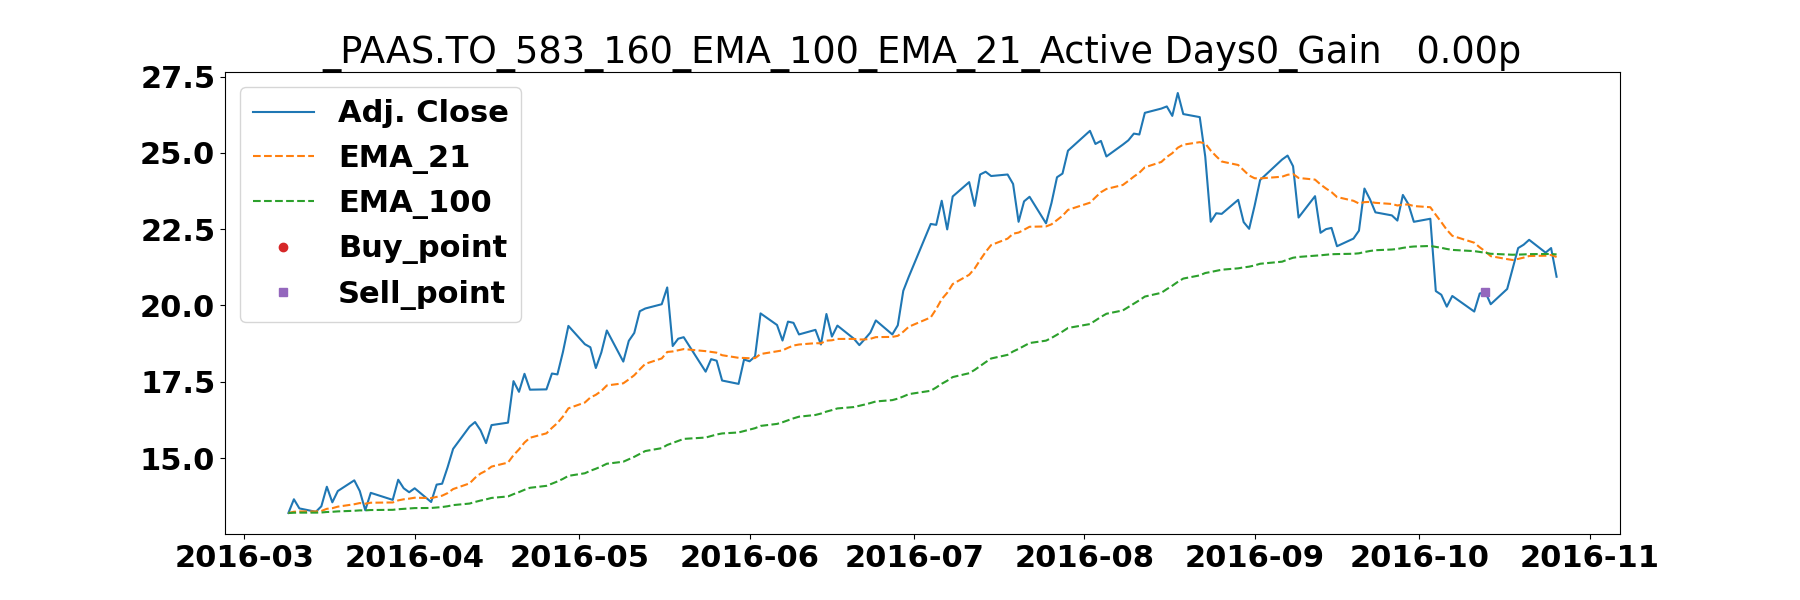 _PAAS.TO_583_160_EMA_100_EMA_21_Active Days0_Gain   0.00p
27.5
25.0
22.5
20.0
17.5
15.0
Adj. Close
EMA_21
EMA_100
Buy_point
Sell_point
2016-03 2016-04 2016-05 2016-06 2016-07 2016-08 2016-09 2016-10 2016-11